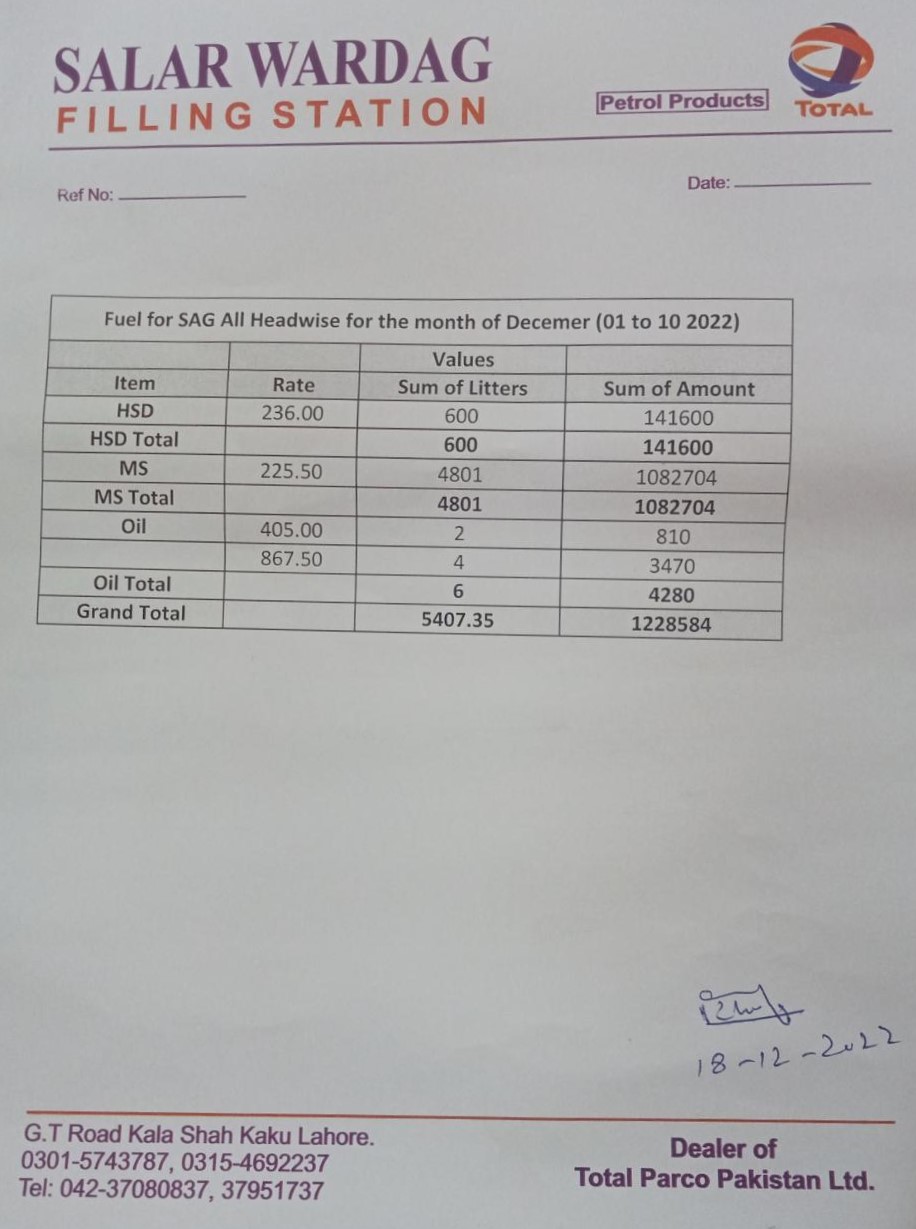 SALAR WARDAG
FILLING STATION
Petrol Products
TOTAL
Ref No:
Date:
Fuel for SAG All Headwise for the month of Decemer (01 to 10 2022)
Values
Item Rate Sum of Litters Sum of Amount
HSD 236.00 600 141600
HSD Total 600 141600
MS 225.50 4801 1082704
MS Total 4801 1082704
Oil 405.00 2 810
867.50 4 3470
Oil Total 6 4280
Grand Total 5407.35 1228584
18-12-2022
G.T Road Kala Shah Kaku Lahore.
0301-5743787, 0315-4692237
Tel: 042-37080837, 37951737
Dealer of
Total Parco Pakistan Ltd.